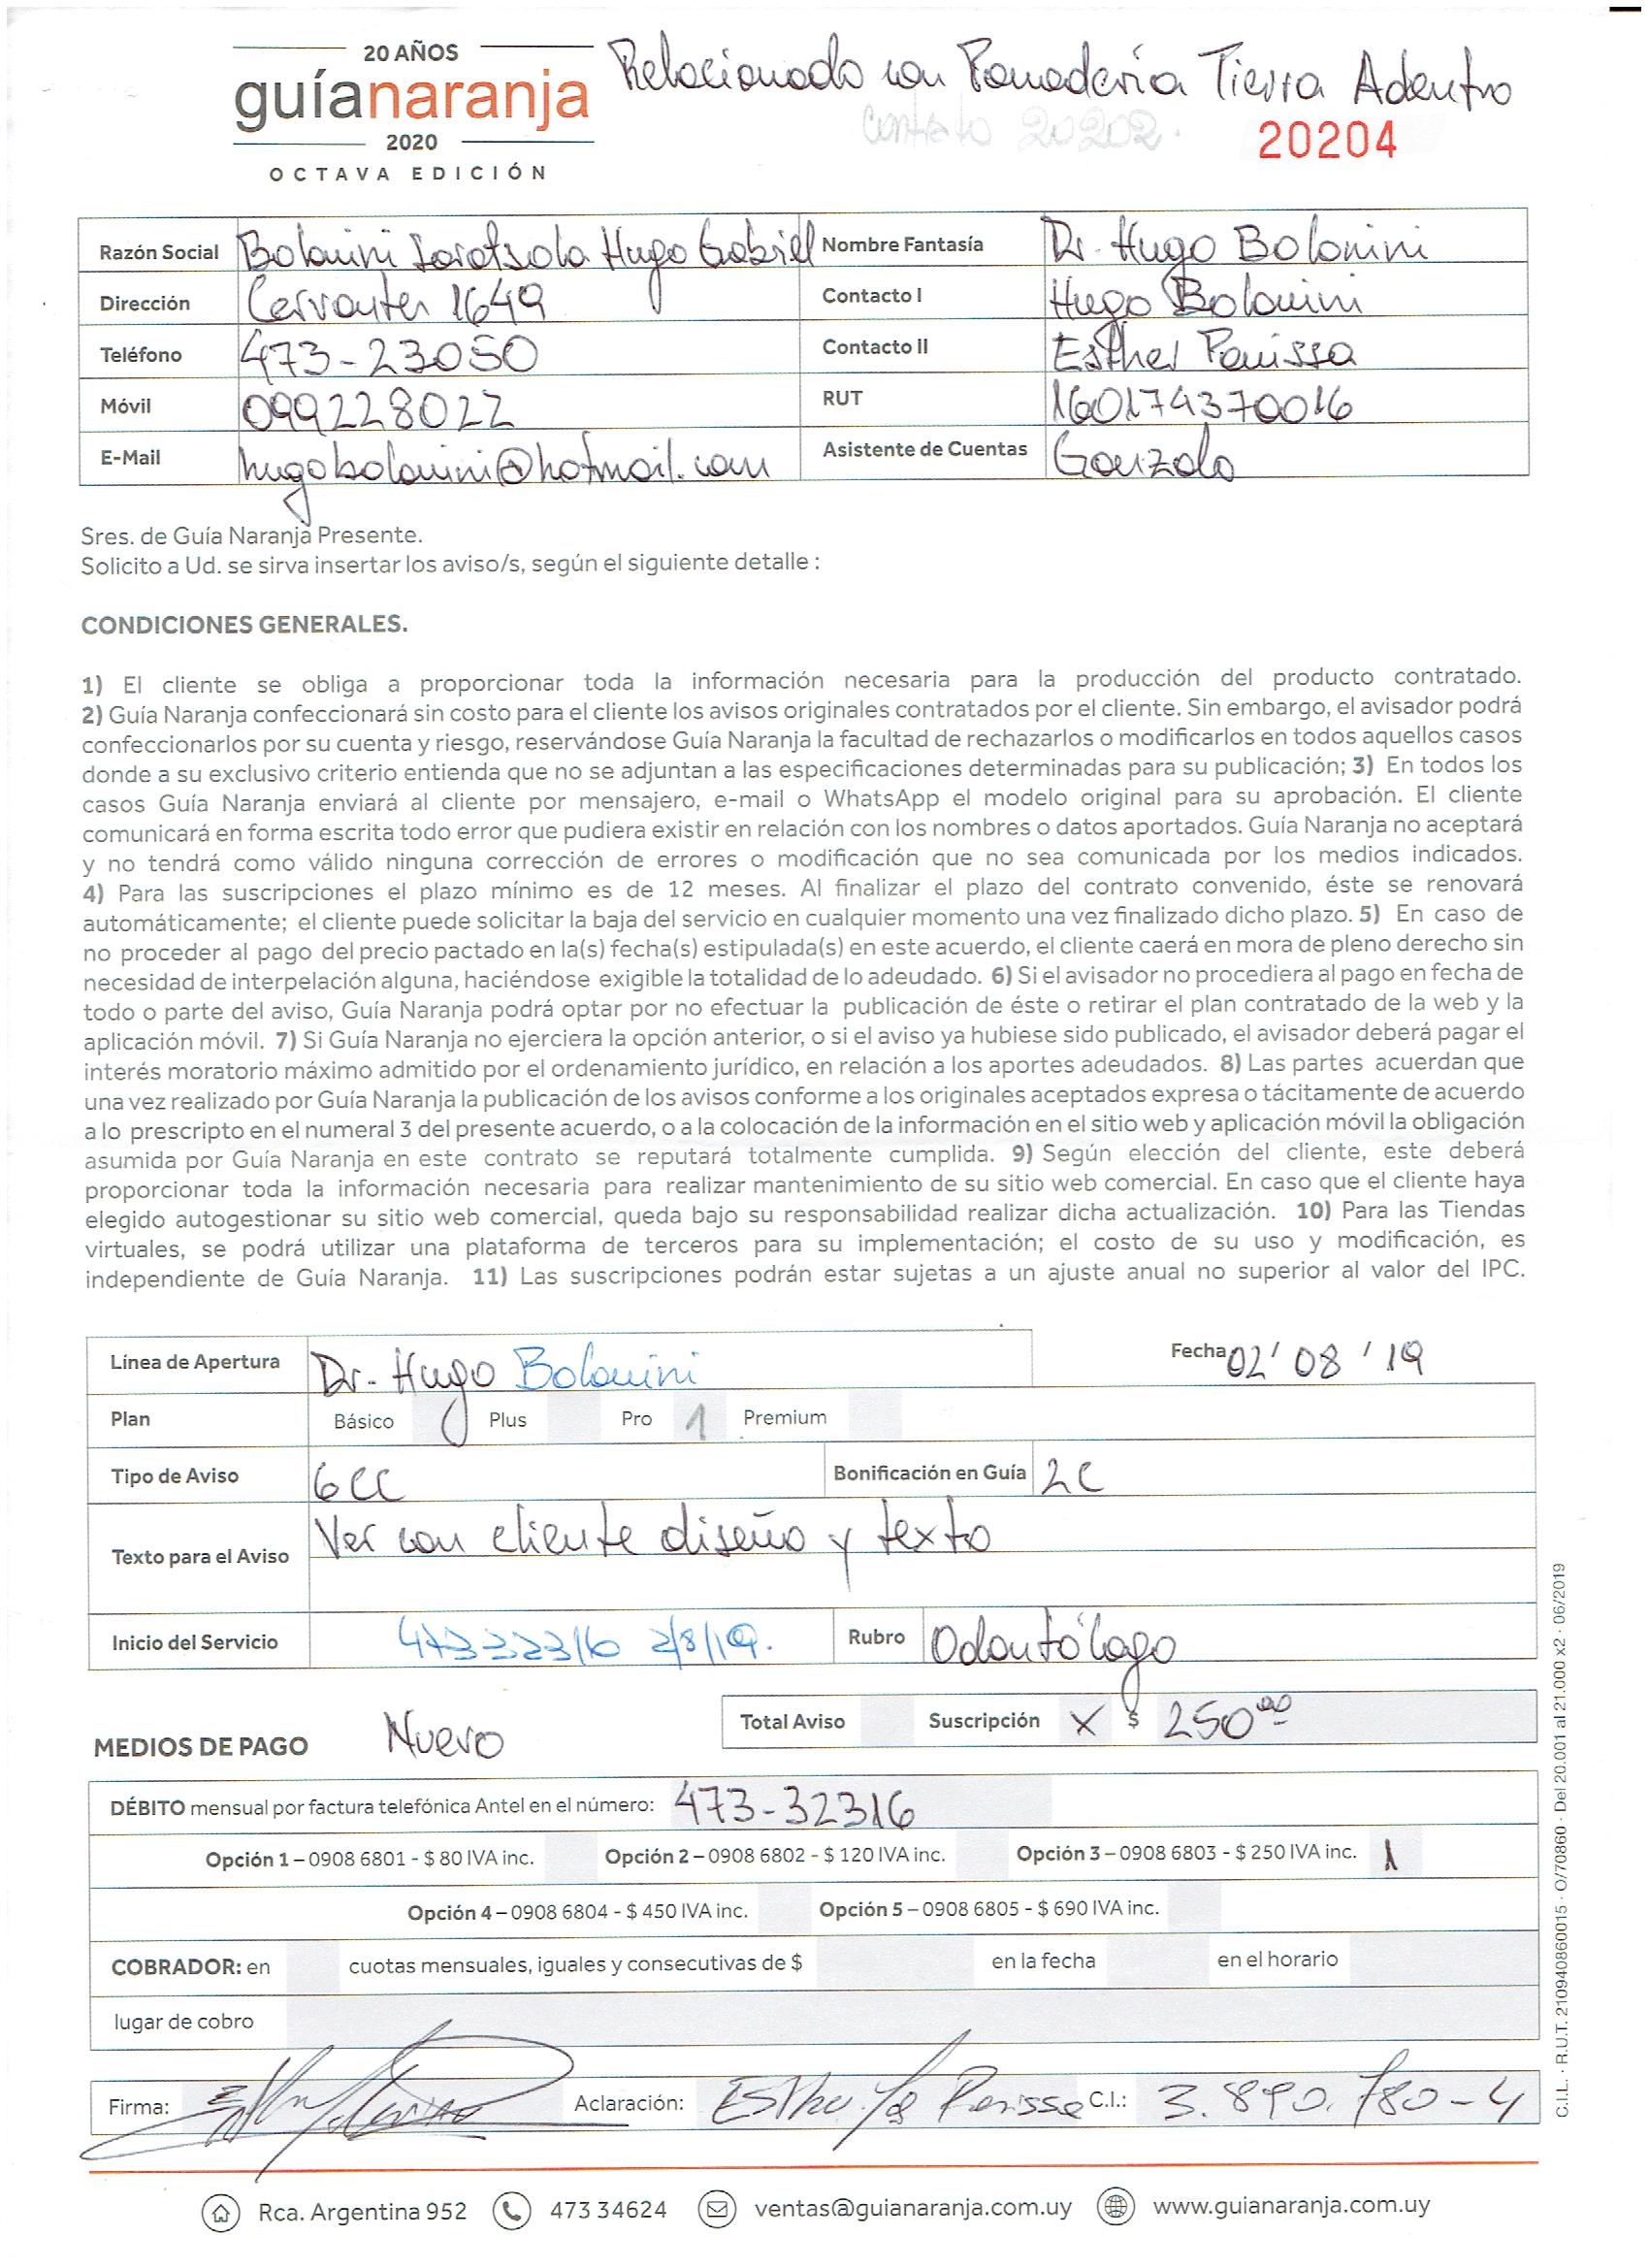 20 AÑOS
guíanaranja
2020
OCTAVA EDICIÓN
Relacionado con Panadería Tierra Adentro
Contrato 20202.
20204
Razón Social Bolanini Hugo Gabriel Nombre Fantasía Dr. Hugo Bolanini
Dirección Cervantes 1649 Contacto I Hugo Bolanini
Teléfono 473-23050 Contacto II Esther Panissa
Móvil 099228022 RUT 160174370016
E-Mail hugobolanini@hotmail.com Asistente de Cuentas Gonzalo
Sres. de Guía Naranja Presente.
Solicito a Ud. se sirva insertar los aviso/s, según el siguiente detalle :
CONDICIONES GENERALES.
1) El cliente se obliga a proporcionar toda la información necesaria para la producción del producto contratado.
2) Guía Naranja confeccionará sin costo para el cliente los avisos originales contratados por el cliente. Sin embargo, el avisador podrá
confeccionarlos por su cuenta y riesgo, reservándose Guía Naranja la facultad de rechazarlos o modificarlos en todos aquellos casos
donde a su exclusivo criterio entienda que no se adjuntan a las especificaciones determinadas para su publicación; 3) En todos los
casos Guía Naranja enviará al cliente por mensajero, e-mail o WhatsApp el modelo original para su aprobación. El cliente
comunicará en forma escrita todo error que pudiera existir en relación con los nombres o datos aportados. Guía Naranja no aceptará
y no tendrá como válido ninguna corrección de errores o modificación que no sea comunicada por los medios indicados.
4) Para las suscripciones el plazo mínimo es de 12 meses. Al finalizar el plazo del contrato convenido, éste se renovará
automáticamente; el cliente puede solicitar la baja del servicio en cualquier momento una vez finalizado dicho plazo. 5) En caso de
no proceder al pago del precio pactado en la(s) fecha(s) estipulada(s) en este acuerdo, el cliente caerá en mora de pleno derecho sin
necesidad de interpelación alguna, haciéndose exigible la totalidad de lo adeudado. 6) Si el avisador no procediera al pago en fecha de
todo o parte del aviso, Guía Naranja podrá optar por no efectuar la publicación de éste o retirar el plan contratado de la web y la
aplicación móvil. 7) Si Guía Naranja no ejerciera la opción anterior, o si el aviso ya hubiese sido publicado, el avisador deberá pagar el
interés moratorio máximo admitido por el ordenamiento jurídico, en relación a los aportes adeudados. 8) Las partes acuerdan que
una vez realizado por Guía Naranja la publicación de los avisos conforme a los originales aceptados expresa o tácitamente de acuerdo
a lo prescripto en el numeral 3 del presente acuerdo, o a la colocación de la información en el sitio web y aplicación móvil la obligación
asumida por Guía Naranja en este contrato se reputará totalmente cumplida. 9) Según elección del cliente, este deberá
proporcionar toda la información necesaria para realizar mantenimiento de su sitio web comercial. En caso que el cliente haya
elegido autogestionar su sitio web comercial, queda bajo su responsabilidad realizar dicha actualización. 10) Para las Tiendas
virtuales, se podrá utilizar una plataforma de terceros para su implementación; el costo de su uso y modificación, es
independiente de Guía Naranja. 11) Las suscripciones podrán estar sujetas a un ajuste anual no superior al valor del IPC.
Línea de Apertura Dr. Hugo Bolanini Fecha 02/08/19
Plan Básico Plus Pro 1 Premium
Tipo de Aviso 6CC Bonificación en Guía 2C
Texto para el Aviso Ver con cliente diseño y texto
Inicio del Servicio 47332316 2/8/19. Rubro Odontólogo
Total Aviso Suscripción X $ 250.00
MEDIOS DE PAGO Nuevo
DÉBITO mensual por factura telefónica Antel en el número: 473-32316
Opción 1 – 0908 6801 - $ 80 IVA inc. Opción 2 – 0908 6802 - $ 120 IVA inc. Opción 3 – 0908 6803 - $ 250 IVA inc. 1
Opción 4 – 0908 6804 - $ 450 IVA inc. Opción 5 – 0908 6805 - $ 690 IVA inc.
COBRADOR: en cuotas mensuales, iguales y consecutivas de $ en la fecha en el horario
lugar de cobro
Firma: Aclaración: C.I.: 3.890.780-4
Rca. Argentina 952 473 34624 ventas@guianaranja.com.uy www.guianaranja.com.uy
C.I.L. · R.U.T. 210940860015 · O/70860 · Del 20.001 al 21.000 x2 · 06/2019